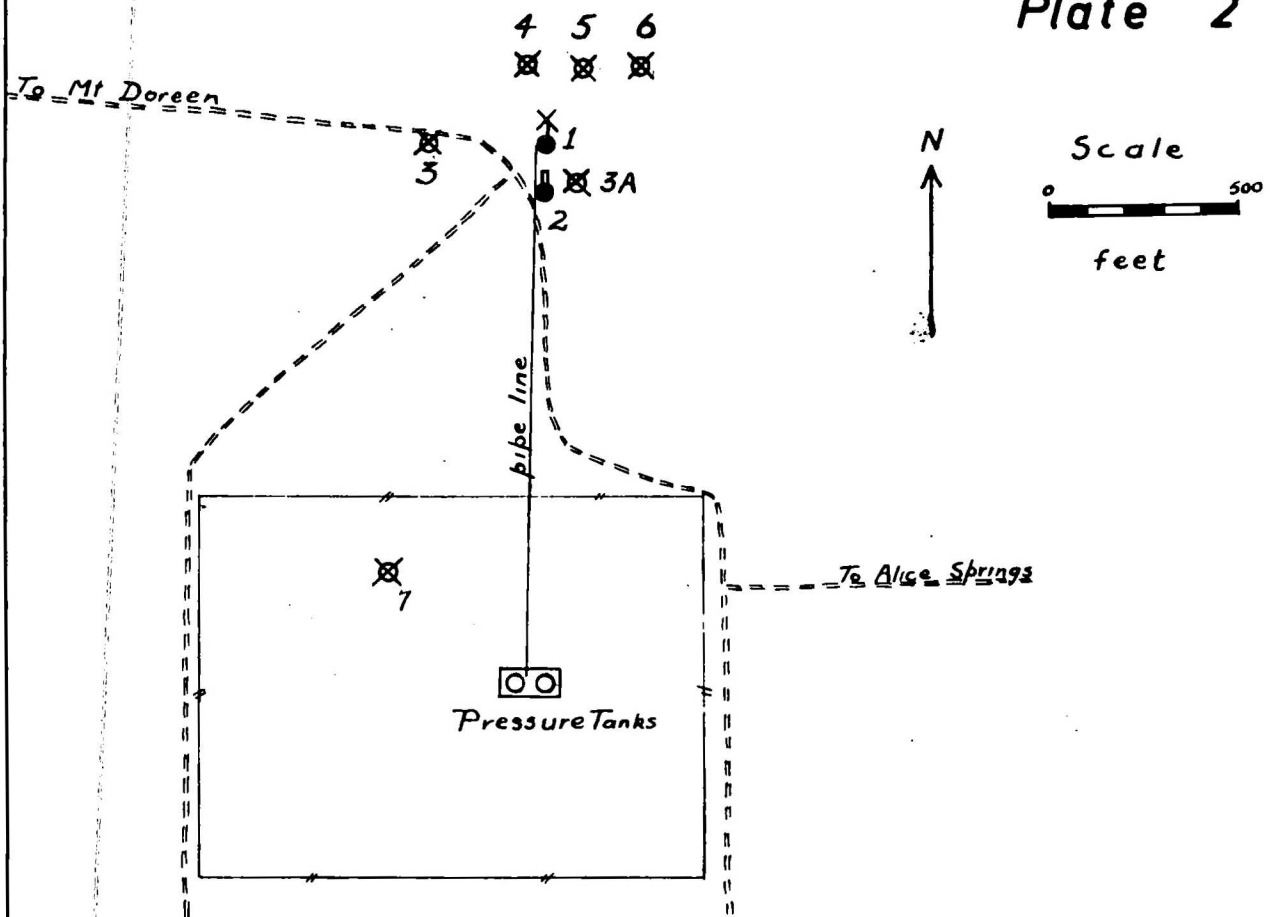 Plate 2
4 5 6
To Mt Doreen
1
3
3A
2
N
Scale
0 500
feet
pipe line
To Alice Springs
7
Pressure Tanks